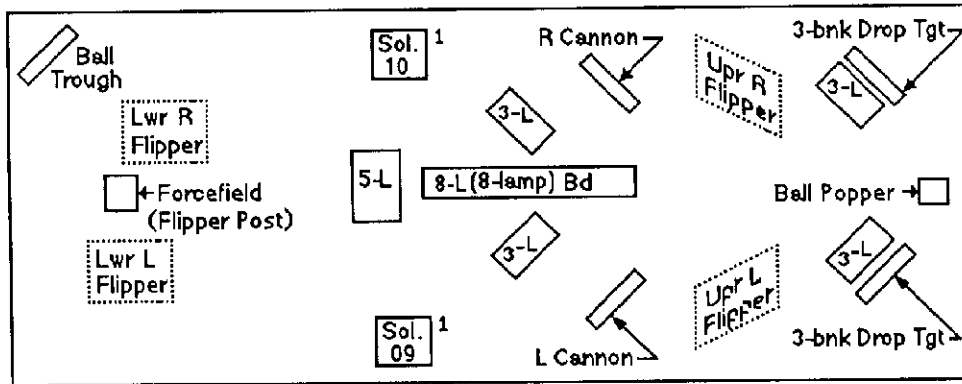 Ball
Trough
Sol.
10
1
R Cannon
3-bnk Drop Tgt
Upr R
Flipper
3-L
Lwr R
Flipper
3-L
5-L
8-L(8-lamp) Bd
Forcefield
(Flipper Post)
Ball Popper
Lwr L
Flipper
3-L
Upr L
Flipper
3-L
Sol.
09
1
L Cannon
3-bnk Drop Tgt